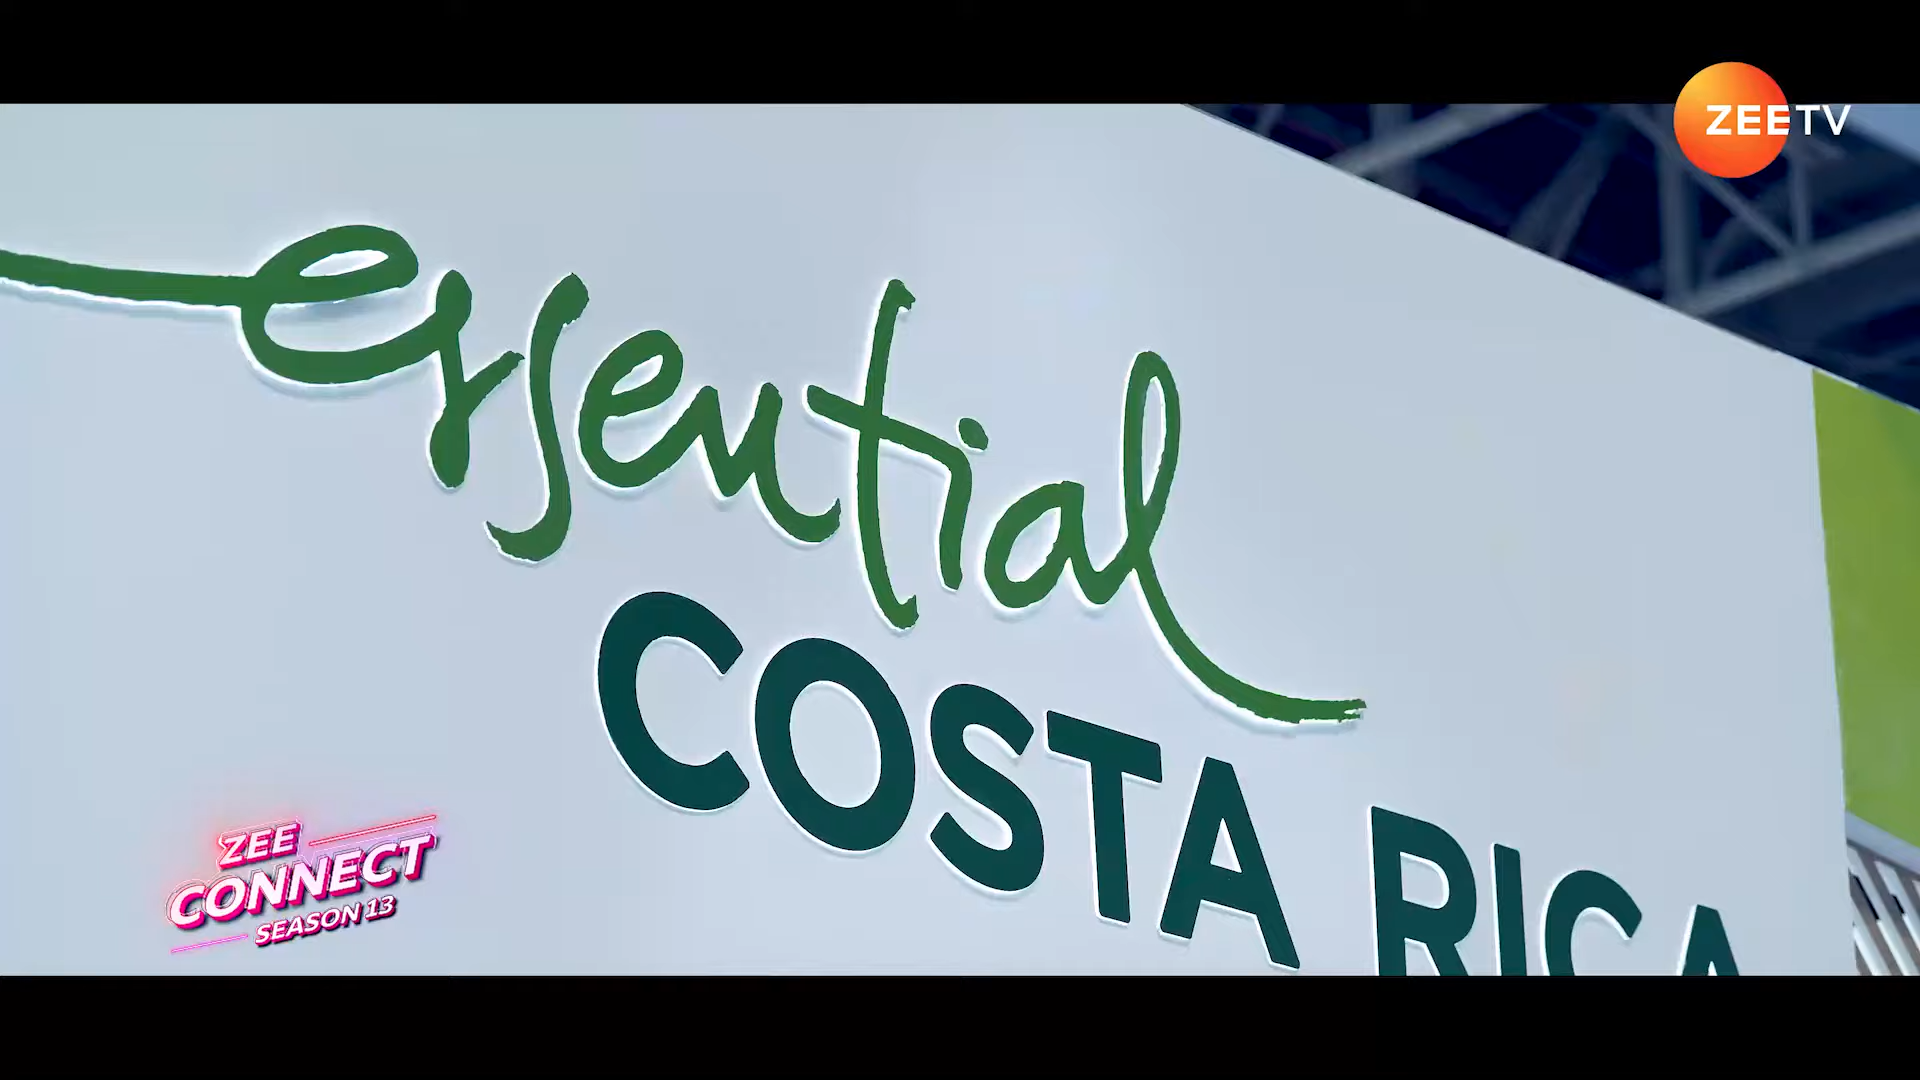 ZEETV
essential
COSTA RICA
ZEE
CONNECT
SEASON 13